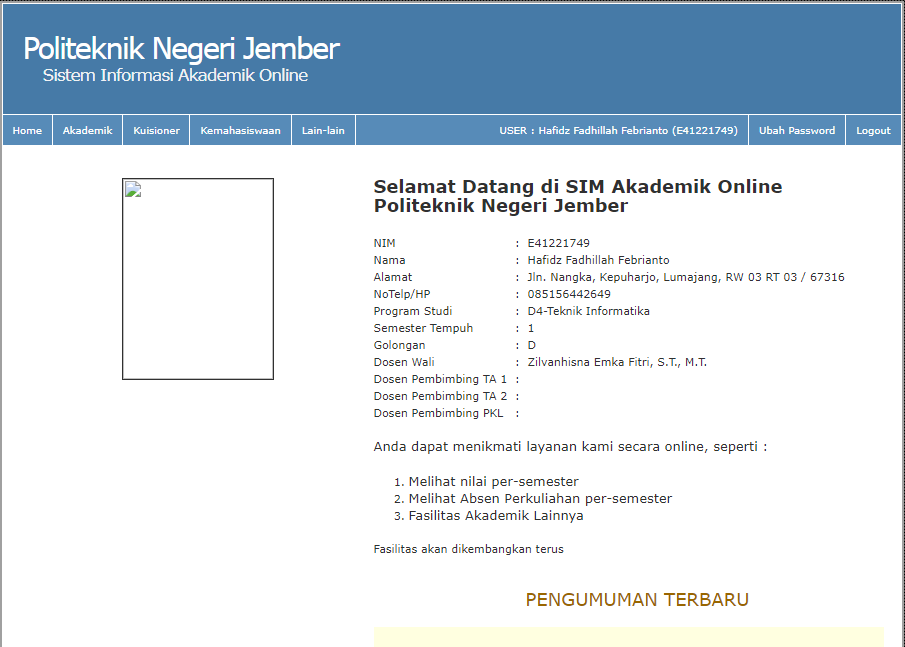 Politeknik Negeri Jember
Sistem Informasi Akademik Online
Home Akademik Kuisioner Kemahasiswaan Lain-lain USER : Hafidz Fadhillah Febrianto (E41221749) Ubah Password Logout
Selamat Datang di SIM Akademik Online
Politeknik Negeri Jember
NIM : E41221749
Nama : Hafidz Fadhillah Febrianto
Alamat : Jln. Nangka, Kepuharjo, Lumajang, RW 03 RT 03 / 67316
NoTelp/HP : 085156442649
Program Studi : D4-Teknik Informatika
Semester Tempuh : 1
Golongan : D
Dosen Wali : Zilvanhisna Emka Fitri, S.T., M.T.
Dosen Pembimbing TA 1 :
Dosen Pembimbing TA 2 :
Dosen Pembimbing PKL :
Anda dapat menikmati layanan kami secara online, seperti :
1. Melihat nilai per-semester
2. Melihat Absen Perkuliahan per-semester
3. Fasilitas Akademik Lainnya
Fasilitas akan dikembangkan terus
PENGUMUMAN TERBARU